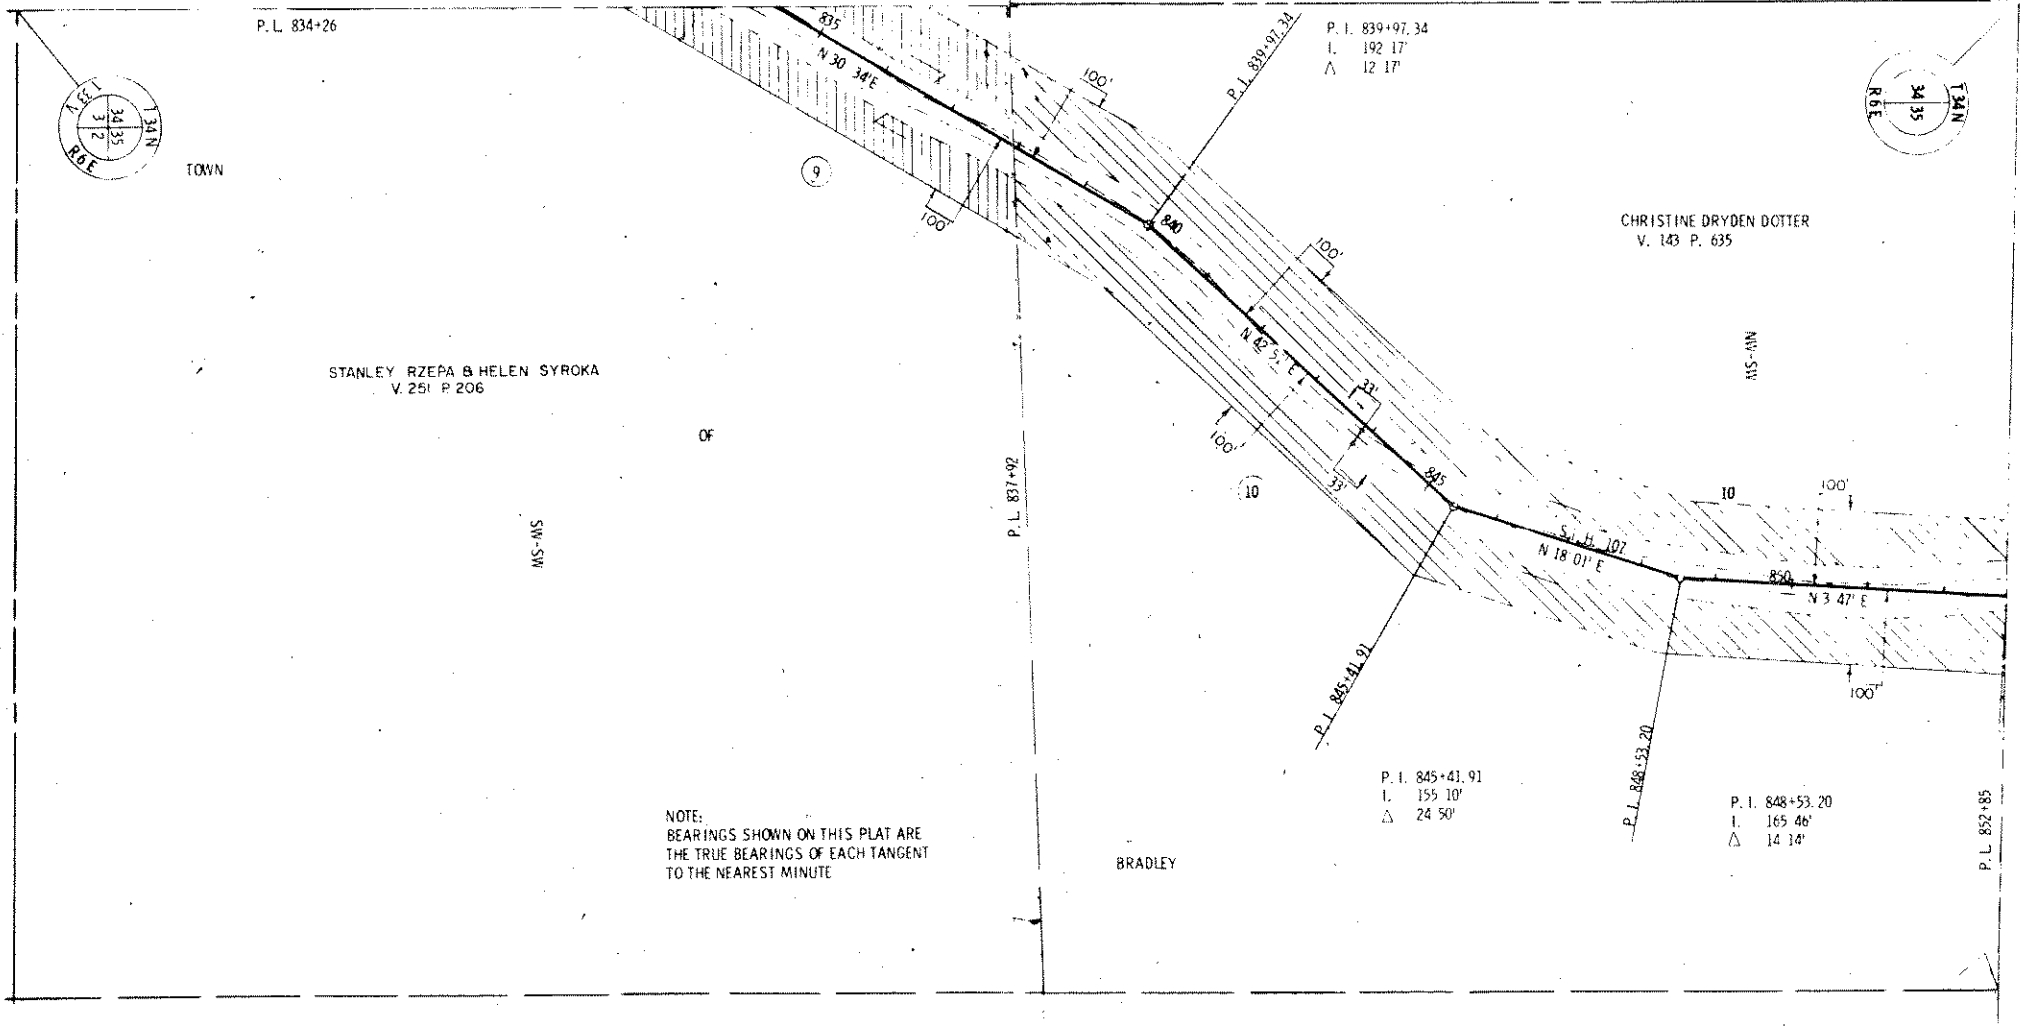 P.L. 834+26
835
N 30 34'E
100'
P.I. 839+97.34
P.I. 839+97.34
I. 192 17'
△ 12 17'
T 34 N
34 35
3 2
R6E
T 34 N
34 35
R6E
TOWN
9
100'
840
CHRISTINE DRYDEN DOTTER
V. 143 P. 635
100'
STANLEY RZEPA & HELEN SYROKA
V. 251 P. 206
NW-SW
33'
OF
100'
P.L. 837+92
10
33'
845
10
100'
SW-SW
S.T.H. 107
N 18 01' E
850
N 3 47' E
100'
P.I. 845+41.91
P.I. 848+53.20
P.I. 845+41.91
I. 155 10'
△ 24 50'
P.I. 848+53.20
I. 165 46'
△ 14 14'
P.L. 852+85
NOTE:
BEARINGS SHOWN ON THIS PLAT ARE
THE TRUE BEARINGS OF EACH TANGENT
TO THE NEAREST MINUTE
BRADLEY